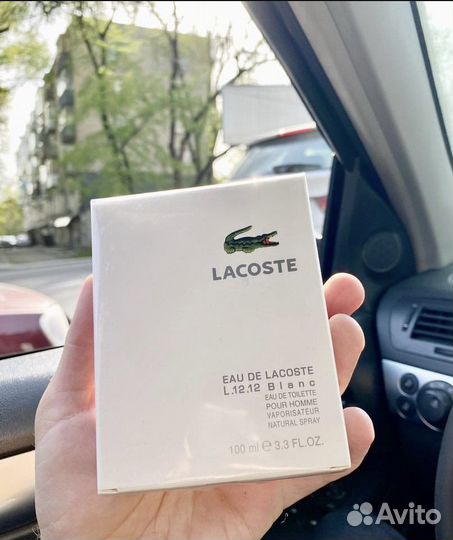 LACOSTE
EAU DE LACOSTE
L.12.12 Blanc
EAU DE TOILETTE
POUR HOMME
VAPORISATEUR
NATURAL SPRAY
100 ml ℮ 3.3 FL.OZ.
Avito